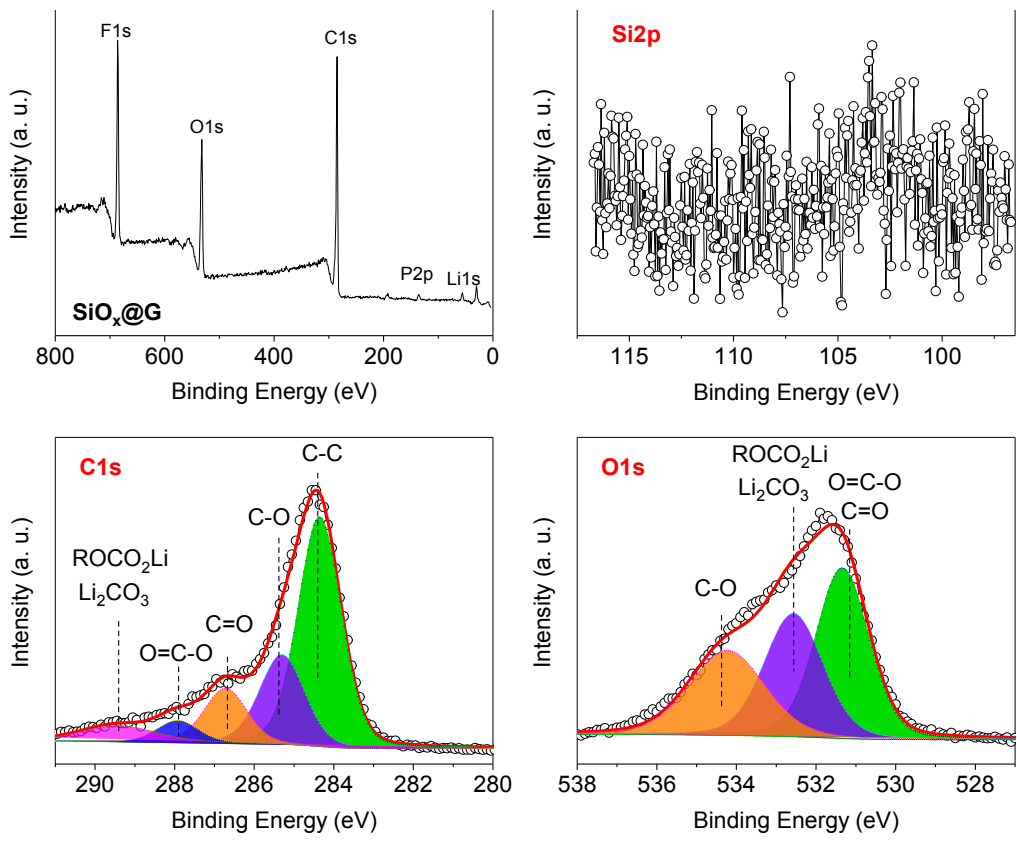 F1s
C1s
O1s
P2p
Li1s
SiOₓ@G
Intensity (a. u.)
800 600 400 200 0
Binding Energy (eV)
Si2p
Intensity (a. u.)
115 110 105 100
Binding Energy (eV)
C1s
C-C
C-O
ROCO₂Li
Li₂CO₃
C=O
O=C-O
Intensity (a. u.)
290 288 286 284 282 280
Binding Energy (eV)
O1s
ROCO₂Li
Li₂CO₃
O=C-O
C=O
C-O
Intensity (a. u.)
538 536 534 532 530 528
Binding Energy (eV)